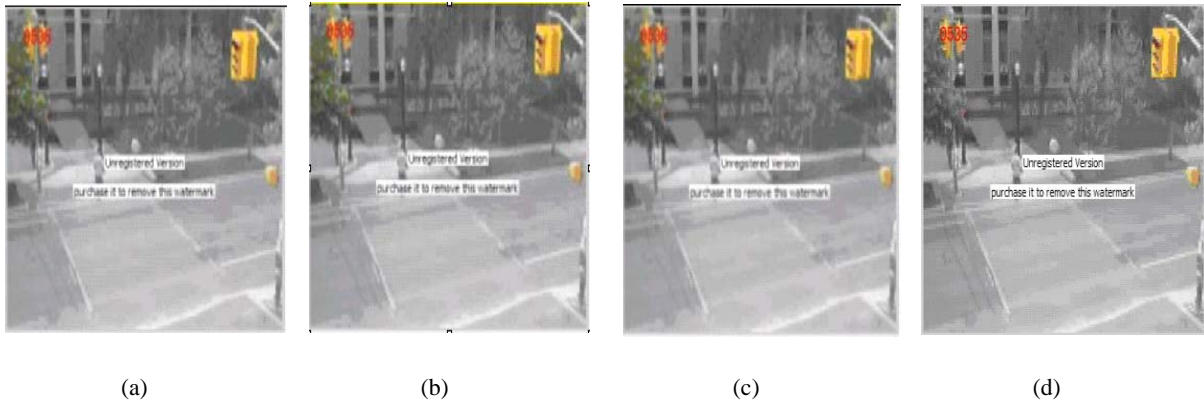 0536 0536 0536 0536
Unregistered Version
purchase it to remove this watermark
Unregistered Version
purchase it to remove this watermark
Unregistered Version
purchase it to remove this watermark
Unregistered Version
purchase it to remove this watermark
(a) (b) (c) (d)